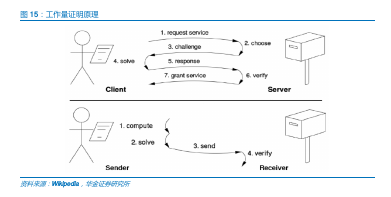 图 15：工作量证明原理
1. request service
2. choose
3. challenge
4. solve
5. response
6. verify
7. grant service
Client
Server
1. compute
2. solve
3. send
4. verify
Sender
Receiver
资料来源：Wikipedia，华金证券研究所